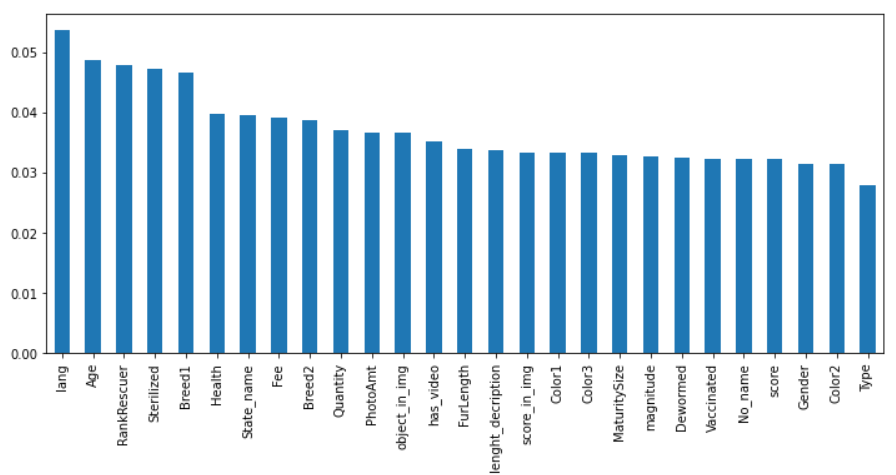 0.05
0.04
0.03
0.02
0.01
0.00
lang
Age
RankRescuer
Sterilized
Breed1
Health
State_name
Fee
Breed2
Quantity
PhotoAmt
object_in_img
has_video
FurLength
lenght_decription
score_in_img
Color1
Color3
MaturitySize
magnitude
Dewormed
Vaccinated
No_name
score
Gender
Color2
Type